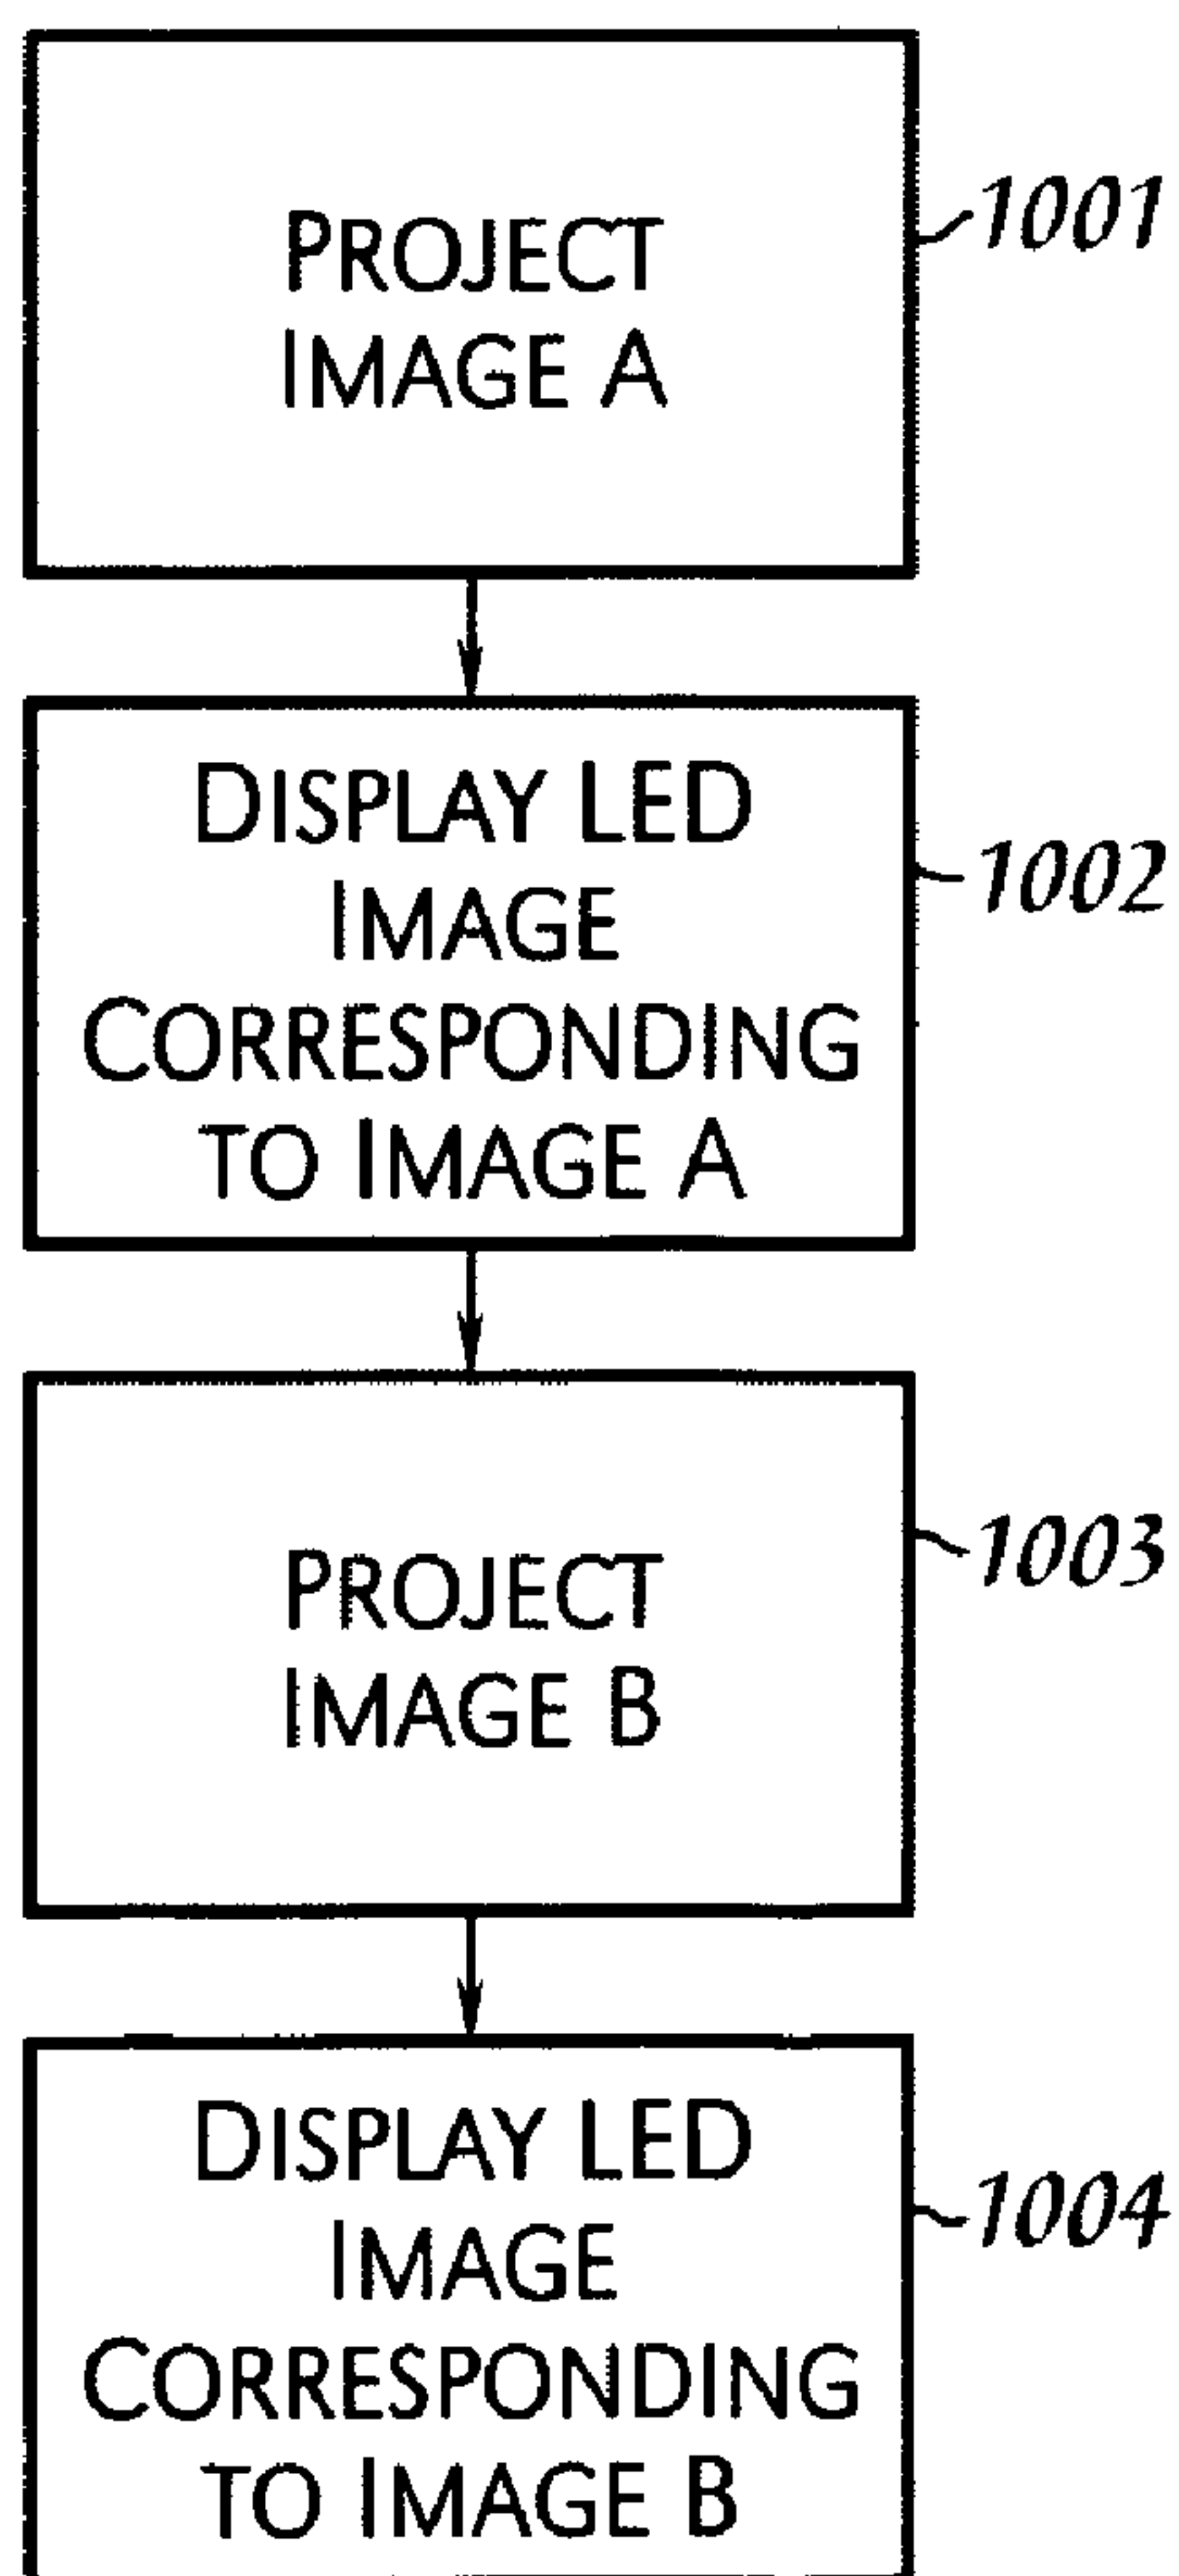 PROJECT
IMAGE A
1001
DISPLAY LED
IMAGE
CORRESPONDING
TO IMAGE A
1002
PROJECT
IMAGE B
1003
DISPLAY LED
IMAGE
CORRESPONDING
TO IMAGE B
1004